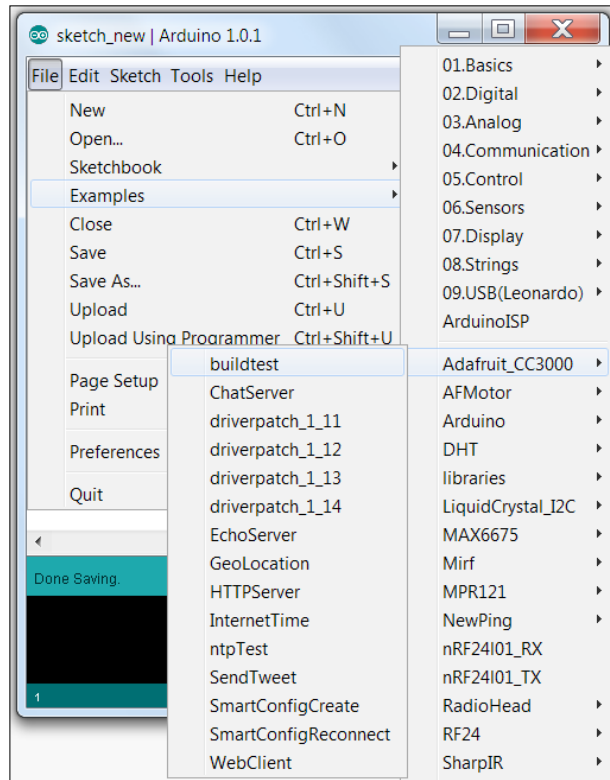 sketch_new | Arduino 1.0.1
File Edit Sketch Tools Help
New Ctrl+N
Open... Ctrl+O
Sketchbook
Examples
Close Ctrl+W
Save Ctrl+S
Save As... Ctrl+Shift+S
Upload Ctrl+U
Upload Using Programmer Ctrl+Shift+U
Page Setup
Print
Preferences
Quit
Done Saving.
1
01.Basics
02.Digital
03.Analog
04.Communication
05.Control
06.Sensors
07.Display
08.Strings
09.USB(Leonardo)
ArduinoISP
Adafruit_CC3000
AFMotor
Arduino
DHT
libraries
LiquidCrystal_I2C
MAX6675
Mirf
MPR121
NewPing
nRF24l01_RX
nRF24l01_TX
RadioHead
RF24
SharpIR
buildtest
ChatServer
driverpatch_1_11
driverpatch_1_12
driverpatch_1_13
driverpatch_1_14
EchoServer
GeoLocation
HTTPServer
InternetTime
ntpTest
SendTweet
SmartConfigCreate
SmartConfigReconnect
WebClient